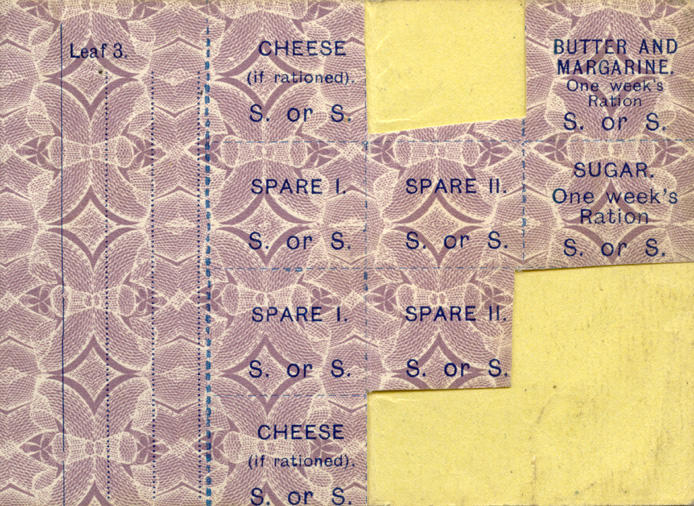 Leaf 3.
CHEESE
(if rationed).
S. or S.
BUTTER AND
MARGARINE.
One week's
Ration
S. or S.
SPARE I.
S. or S.
SPARE II.
S. or S.
SUGAR.
One week's
Ration
S. or S.
SPARE I.
S. or S.
SPARE II.
S. or S.
CHEESE
(if rationed).
S. or S.